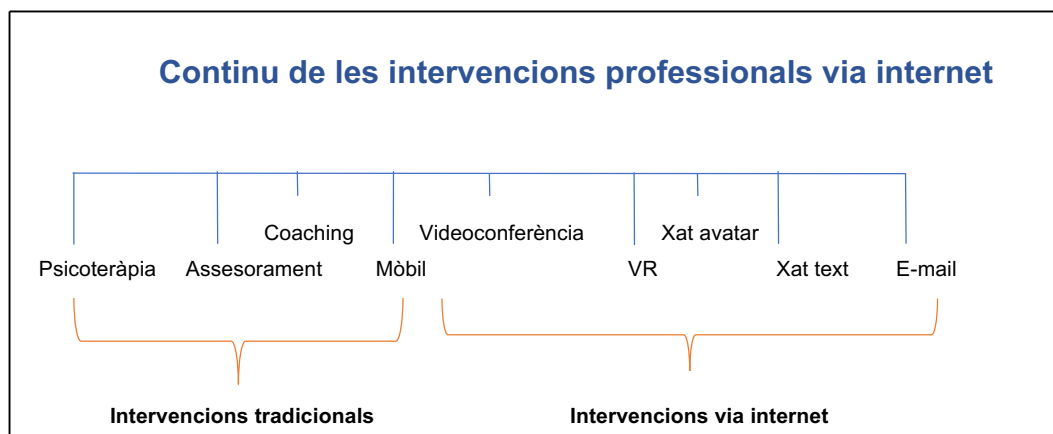 Continu de les intervencions professionals via internet
Coaching Videoconferència Xat avatar
Psicoteràpia Assesorament Mòbil VR Xat text E-mail
Intervencions tradicionals Intervencions via internet